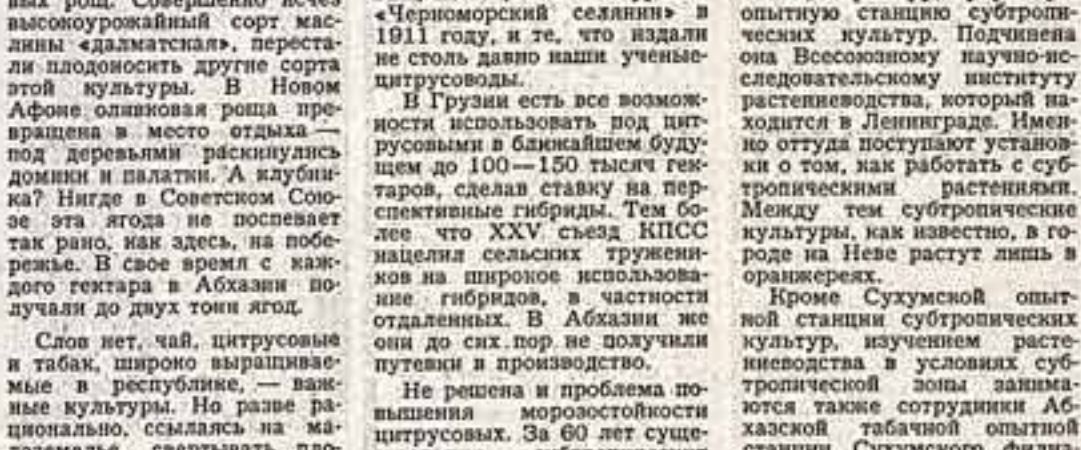 ных рощ. Совершенно исчез
высокоурожайный сорт мас-
лины «далматская», переста-
ли плодоносить другие сорта
этой культуры. В Новом
Афоне оливковая роща пре-
вращена в место отдыха —
под деревьями раскинулись
домики и палатки. А клубни-
ка? Нигде в Советском Сою-
зе эта ягода не поспевает
так рано, как здесь, на побе-
режье. В свое время с каж-
дого гектара в Абхазии по-
лучали до двух тонн ягод.
Слов нет, чай, цитрусовые
и табак, широко выращивае-
мые в республике, — важ-
ные культуры. Но разве ра-
ционально, ссылаясь на ма-
лоземелье, свертывать пло-
«Черноморский селянин» в
1911 году, и те, что издали
не столь давно наши ученые-
цитрусоводы.
В Грузии есть все возмож-
ности использовать под цит-
русовыми в ближайшем буду-
щем до 100—150 тысяч гек-
таров, сделав ставку на пер-
спективные гибриды. Тем бо-
лее что XXV съезд КПСС
нацелил сельских тружени-
ков на широкое использова-
ние гибридов, в частности
отдаленных. В Абхазии же
они до сих пор не получили
путевки в производство.
Не решена и проблема по-
вышения морозостойкости
цитрусовых. За 60 лет суще-
опытную станцию субтропи-
ческих культур. Подчинена
она Всесоюзному научно-ис-
следовательскому институту
растениеводства, который на-
ходится в Ленинграде. Имен-
но оттуда поступают установ-
ки о том, как работать с суб-
тропическими растениями.
Между тем субтропические
культуры, как известно, в го-
роде на Неве растут лишь в
оранжереях.
Кроме Сухумской опыт-
ной станции субтропических
культур, изучением расте-
ниеводства в условиях суб-
тропической зоны занима-
ются также сотрудники Аб-
хазской табачной опытной
станции, Сухумского филиа-